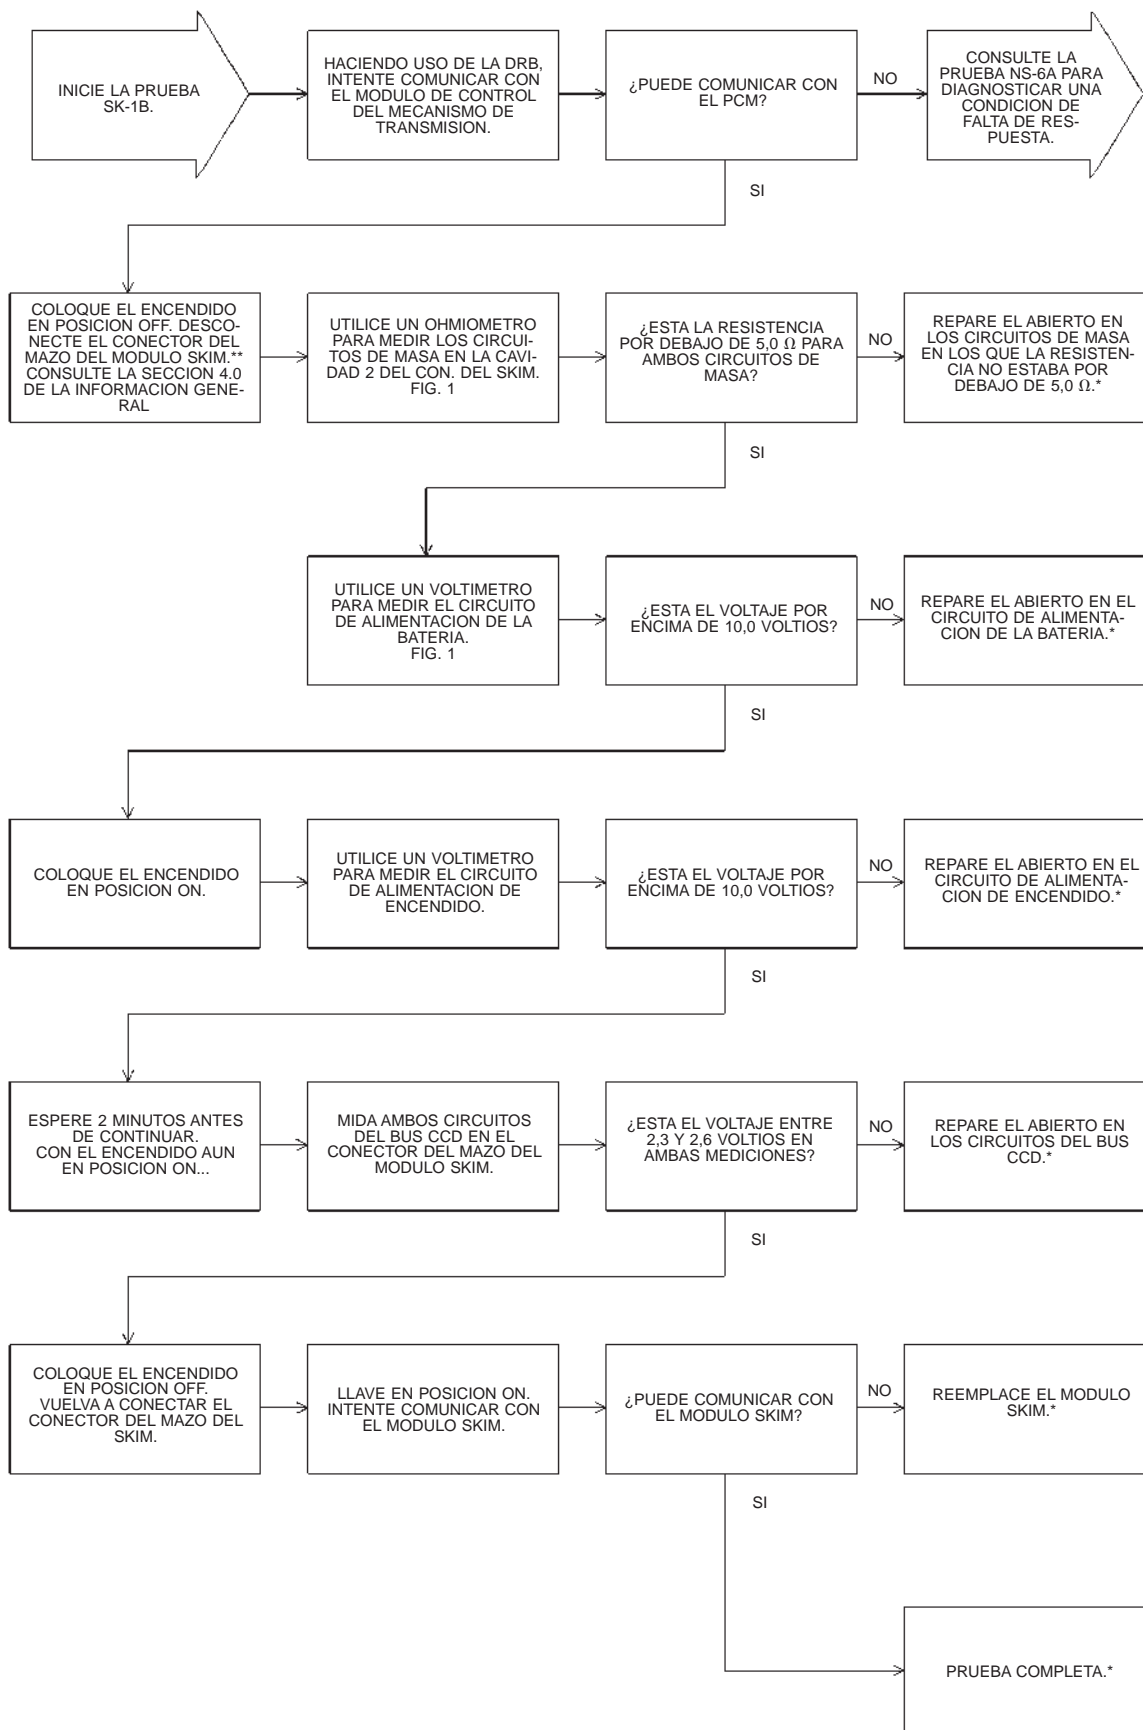 INICIE LA PRUEBA
SK-1B.
HACIENDO USO DE LA DRB,
INTENTE COMUNICAR CON
EL MODULO DE CONTROL
DEL MECANISMO DE
TRANSMISION.
¿PUEDE COMUNICAR CON
EL PCM?
NO
CONSULTE LA
PRUEBA NS-6A PARA
DIAGNOSTICAR UNA
CONDICION DE
FALTA DE RES-
PUESTA.
SI
COLOQUE EL ENCENDIDO
EN POSICION OFF. DESCO-
NECTE EL CONECTOR DEL
MAZO DEL MODULO SKIM.**
CONSULTE LA SECCION 4.0
DE LA INFORMACION GENE-
RAL
UTILICE UN OHMIOMETRO
PARA MEDIR LOS CIRCUI-
TOS DE MASA EN LA CAVI-
DAD 2 DEL CON. DEL SKIM.
FIG. 1
¿ESTA LA RESISTENCIA
POR DEBAJO DE 5,0 Ω PARA
AMBOS CIRCUITOS DE
MASA?
NO
REPARE EL ABIERTO EN
LOS CIRCUITOS DE MASA
EN LOS QUE LA RESISTEN-
CIA NO ESTABA POR
DEBAJO DE 5,0 Ω.*
SI
UTILICE UN VOLTIMETRO
PARA MEDIR EL CIRCUITO
DE ALIMENTACION DE LA
BATERIA.
FIG. 1
¿ESTA EL VOLTAJE POR
ENCIMA DE 10,0 VOLTIOS?
NO
REPARE EL ABIERTO EN EL
CIRCUITO DE ALIMENTA-
CION DE LA BATERIA.*
SI
COLOQUE EL ENCENDIDO
EN POSICION ON.
UTILICE UN VOLTIMETRO
PARA MEDIR EL CIRCUITO
DE ALIMENTACION DE
ENCENDIDO.
¿ESTA EL VOLTAJE POR
ENCIMA DE 10,0 VOLTIOS?
NO
REPARE EL ABIERTO EN EL
CIRCUITO DE ALIMENTA-
CION DE ENCENDIDO.*
SI
ESPERE 2 MINUTOS ANTES
DE CONTINUAR.
CON EL ENCENDIDO AUN
EN POSICION ON...
MIDA AMBOS CIRCUITOS
DEL BUS CCD EN EL
CONECTOR DEL MAZO DEL
MODULO SKIM.
¿ESTA EL VOLTAJE ENTRE
2,3 Y 2,6 VOLTIOS EN
AMBAS MEDICIONES?
NO
REPARE EL ABIERTO EN
LOS CIRCUITOS DEL BUS
CCD.*
SI
COLOQUE EL ENCENDIDO
EN POSICION OFF.
VUELVA A CONECTAR EL
CONECTOR DEL MAZO DEL
SKIM.
LLAVE EN POSICION ON.
INTENTE COMUNICAR CON
EL MODULO SKIM.
¿PUEDE COMUNICAR CON
EL MODULO SKIM?
NO
REEMPLACE EL MODULO
SKIM.*
SI
PRUEBA COMPLETA.*